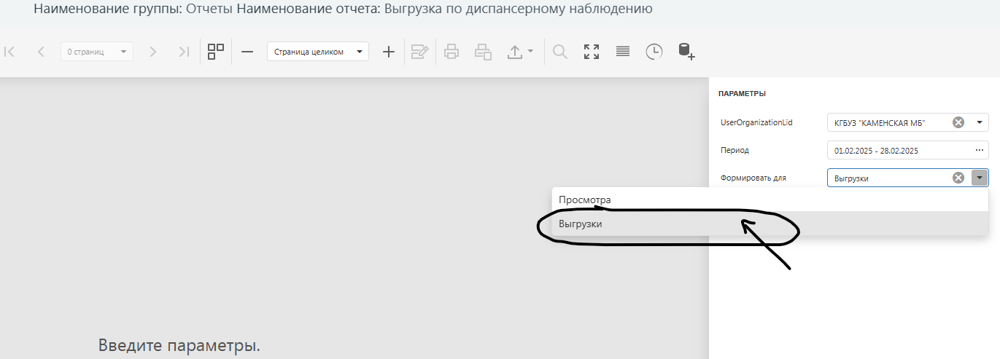 Наименование группы: Отчеты Наименование отчета: Выгрузка по диспансерному наблюдению
0 страниц
Страница целиком
ПАРАМЕТРЫ
UserOrganizationLid
КГБУЗ "КАМЕНСКАЯ МБ"
Период
01.02.2025 - 28.02.2025
Формировать для
Выгрузки
Просмотра
Выгрузки
Введите параметры.